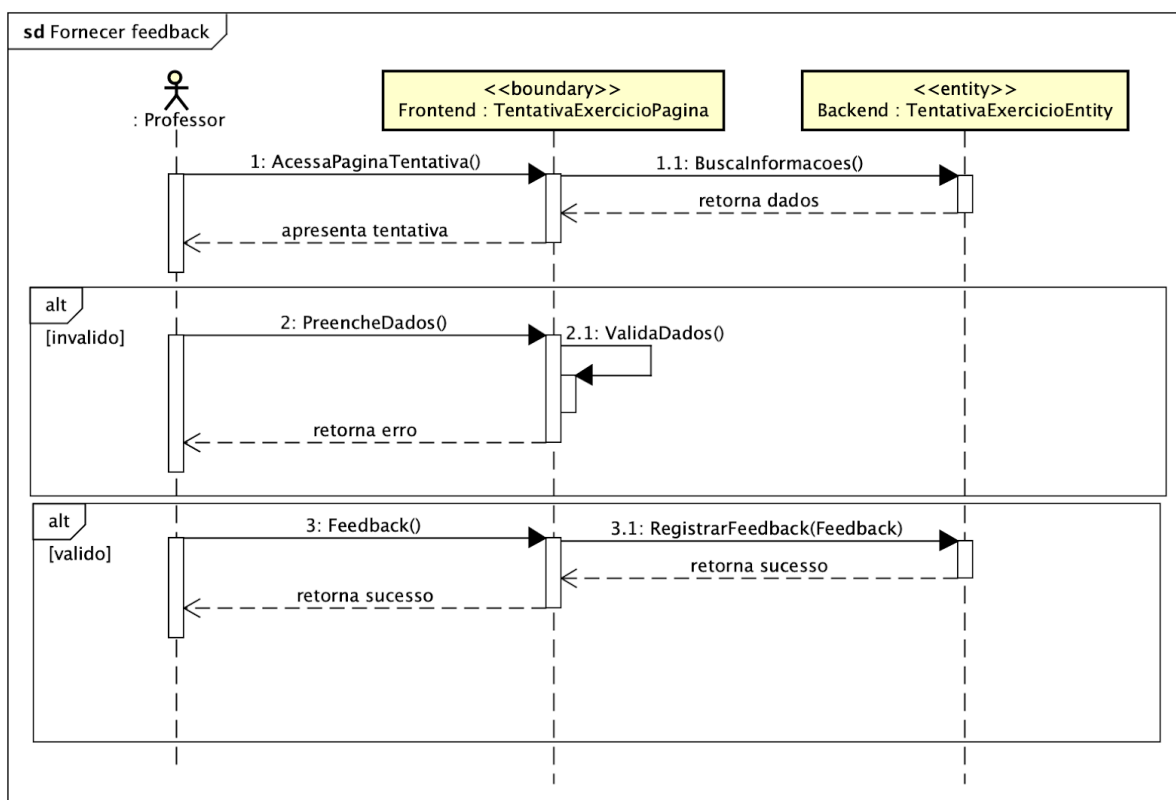 sd Fornecer feedback
: Professor
<<boundary>>
Frontend : TentativaExercicioPagina
<<entity>>
Backend : TentativaExercicioEntity
1: AcessaPaginaTentativa()
1.1: BuscaInformacoes()
retorna dados
apresenta tentativa
alt
[invalido]
2: PreencheDados()
2.1: ValidaDados()
retorna erro
alt
[valido]
3: Feedback()
3.1: RegistrarFeedback(Feedback)
retorna sucesso
retorna sucesso